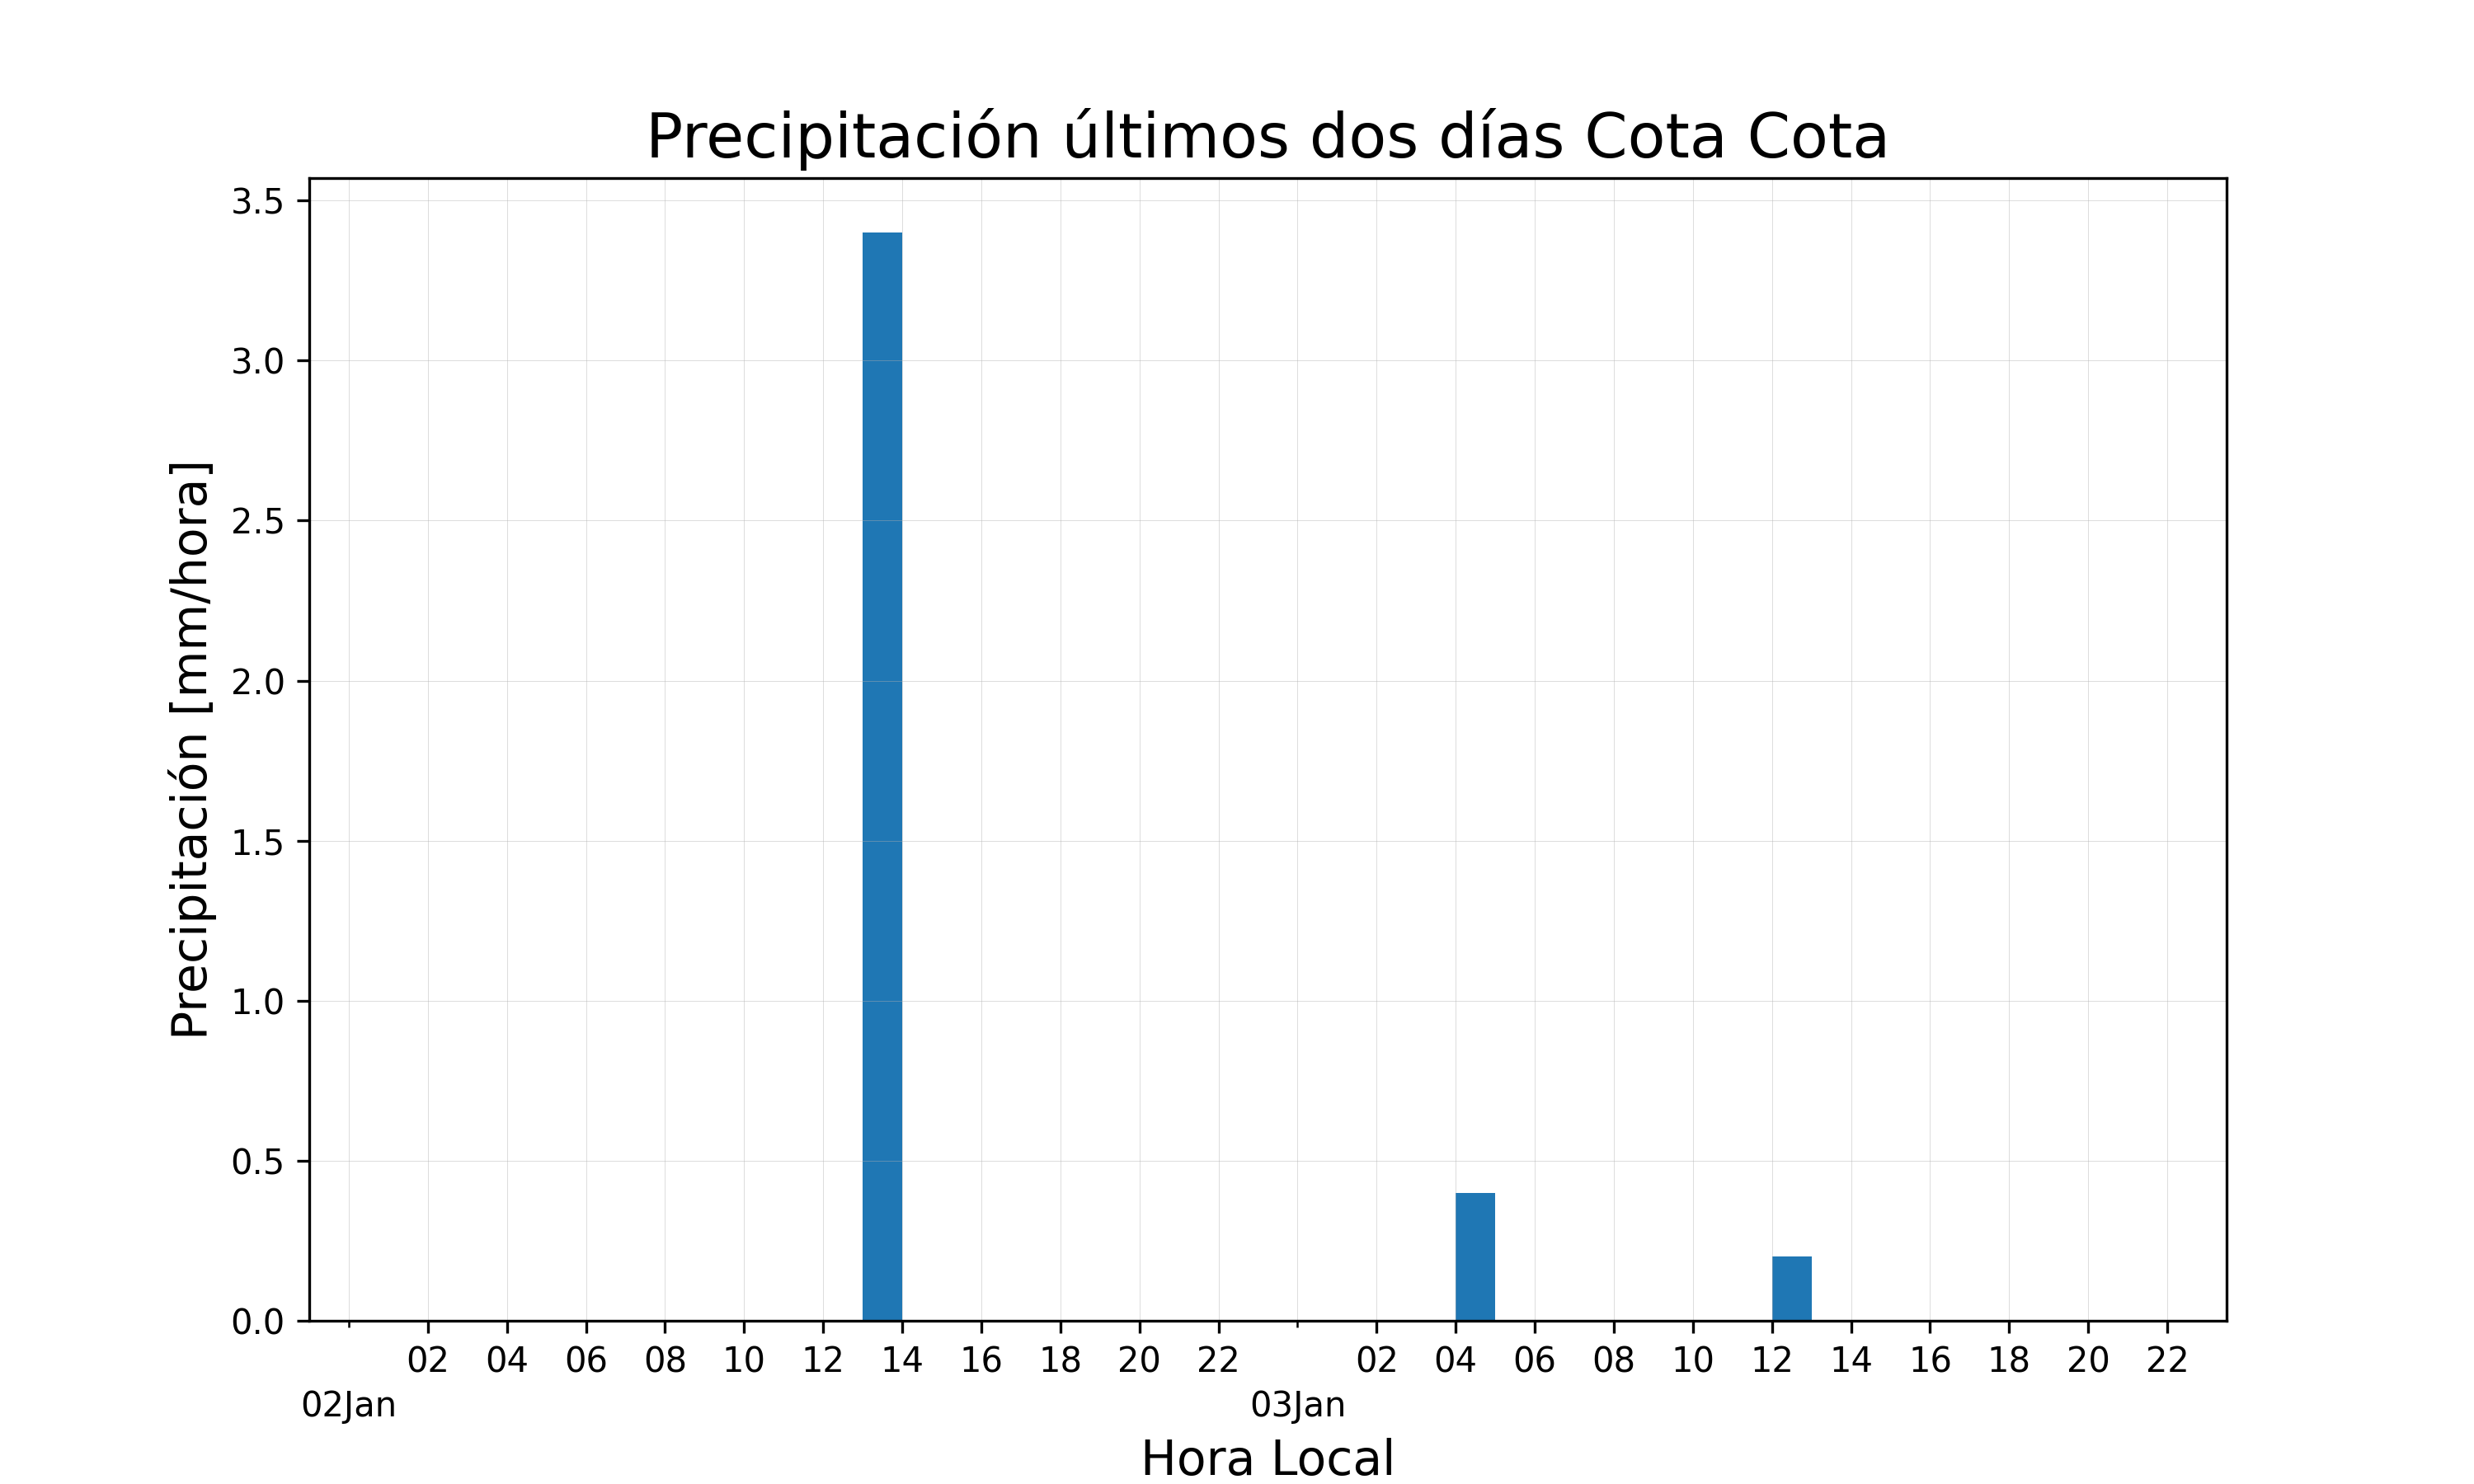 Precipitación últimos dos días Cota Cota
Precipitación [mm/hora]
3.5
3.0
2.5
2.0
1.5
1.0
0.5
0.0
02 04 06 08 10 12 14 16 18 20 22 02 04 06 08 10 12 14 16 18 20 22
02Jan 03Jan
Hora Local